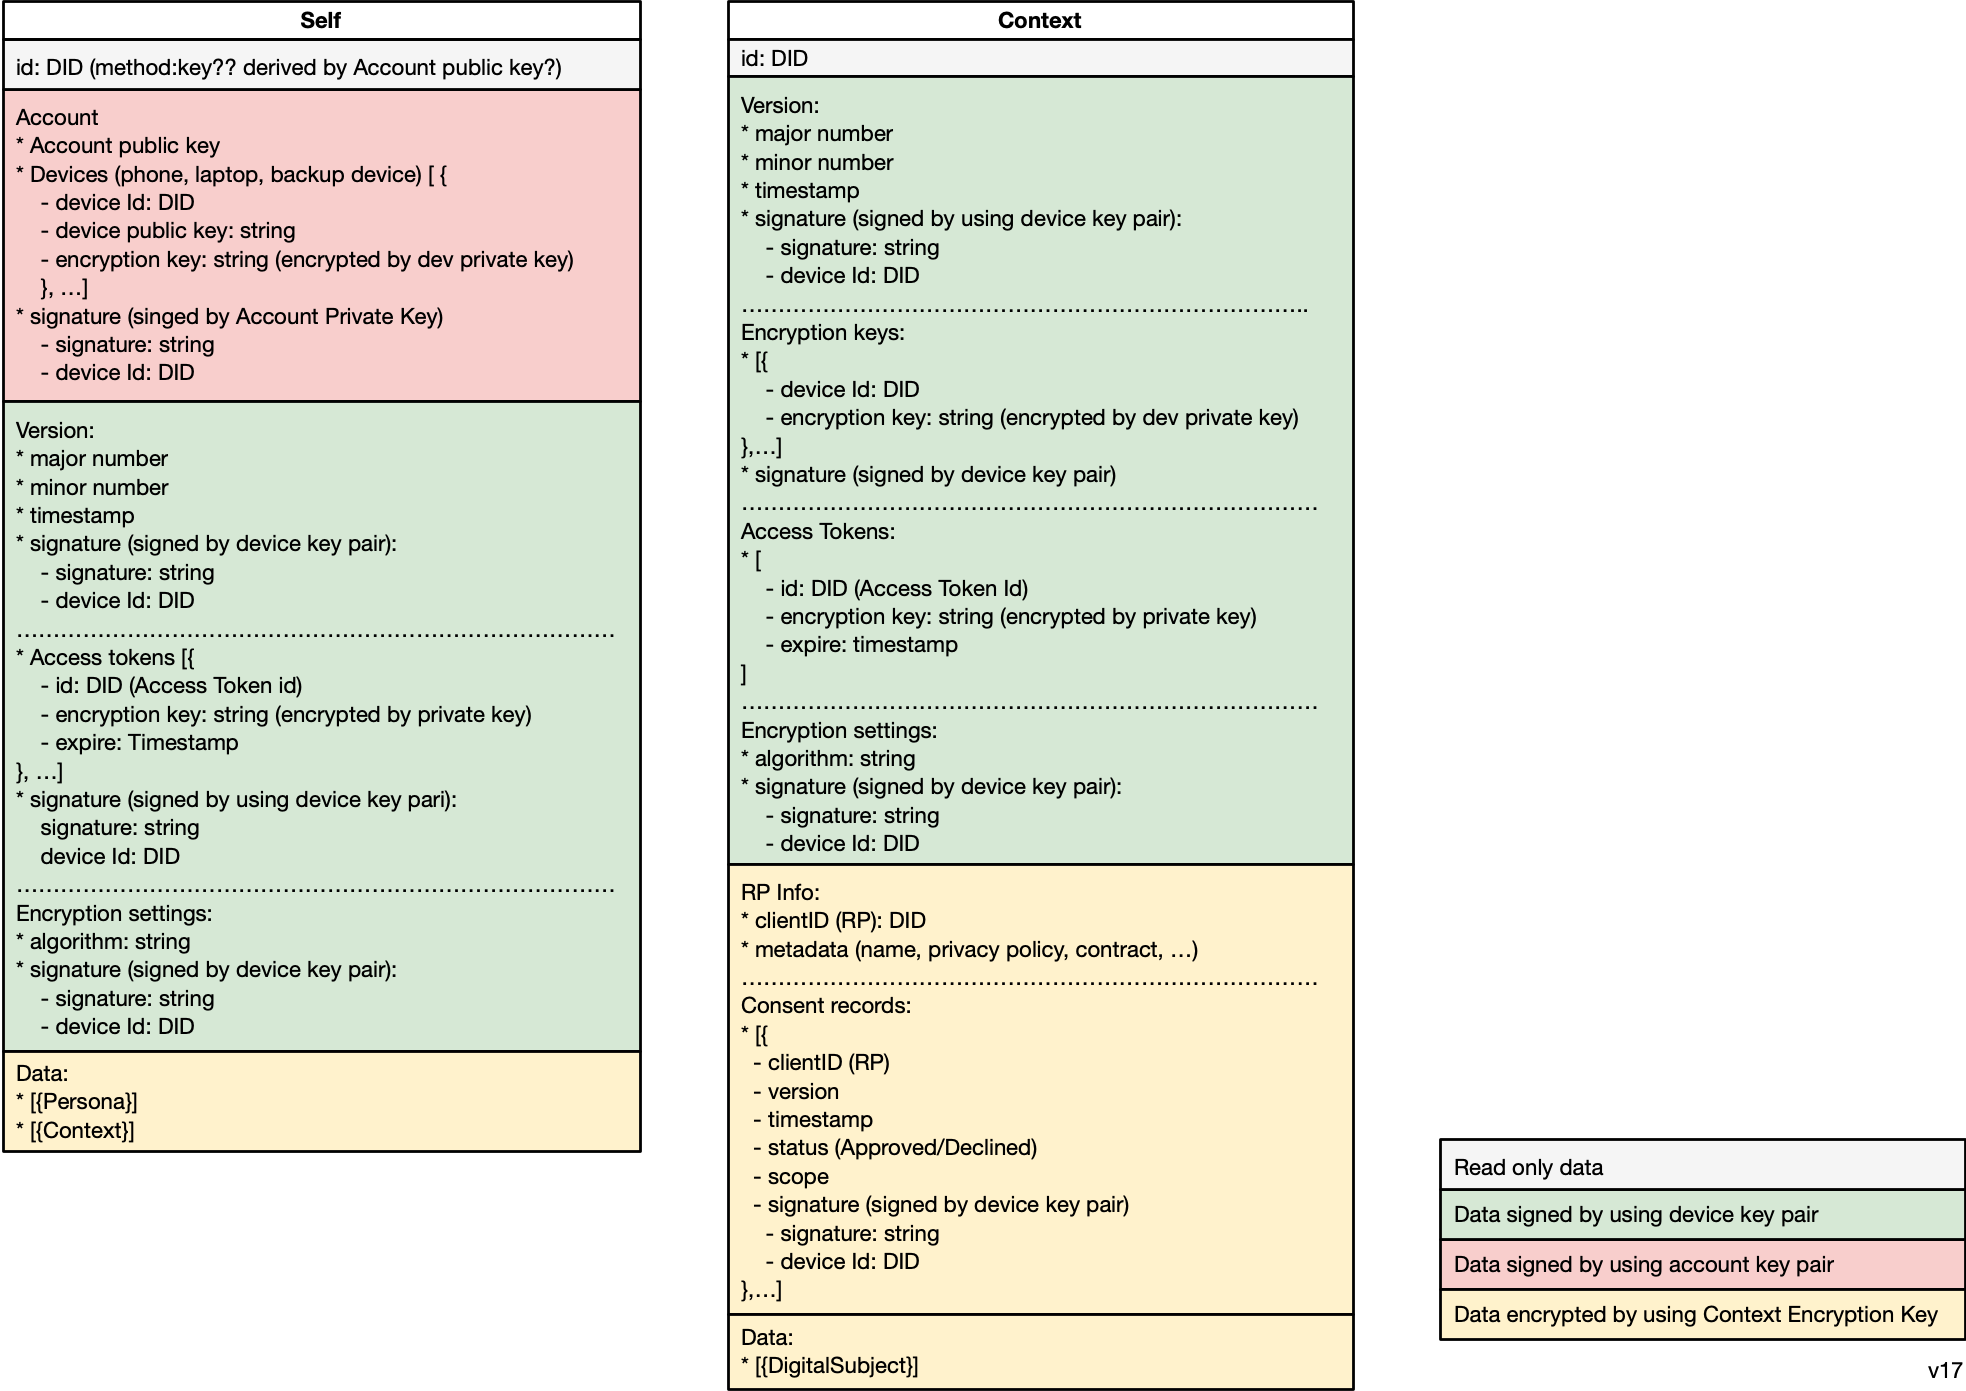 Self
id: DID (method:key?? derived by Account public key?)
Account
* Account public key
* Devices (phone, laptop, backup device) [ {
- device Id: DID
- device public key: string
- encryption key: string (encrypted by dev private key)
}, …]
* signature (singed by Account Private Key)
- signature: string
- device Id: DID
Version:
* major number
* minor number
* timestamp
* signature (signed by device key pair):
- signature: string
- device Id: DID
………………………………………………………………………
* Access tokens [{
- id: DID (Access Token id)
- encryption key: string (encrypted by private key)
- expire: Timestamp
}, …]
* signature (signed by using device key pari):
signature: string
device Id: DID
………………………………………………………………………
Encryption settings:
* algorithm: string
* signature (signed by device key pair):
- signature: string
- device Id: DID
Data:
* [{Persona}]
* [{Context}]
Context
id: DID
Version:
* major number
* minor number
* timestamp
* signature (signed by using device key pair):
- signature: string
- device Id: DID
…………………………………………………………………..
Encryption keys:
* [{
- device Id: DID
- encryption key: string (encrypted by dev private key)
},…]
* signature (signed by device key pair)
……………………………………………………………………
Access Tokens:
* [
- id: DID (Access Token Id)
- encryption key: string (encrypted by private key)
- expire: timestamp
]
……………………………………………………………………
Encryption settings:
* algorithm: string
* signature (signed by device key pair):
- signature: string
- device Id: DID
RP Info:
* clientID (RP): DID
* metadata (name, privacy policy, contract, …)
……………………………………………………………………
Consent records:
* [{
- clientID (RP)
- version
- timestamp
- status (Approved/Declined)
- scope
- signature (signed by device key pair)
- signature: string
- device Id: DID
},…]
Data:
* [{DigitalSubject}]
Read only data
Data signed by using device key pair
Data signed by using account key pair
Data encrypted by using Context Encryption Key
v17